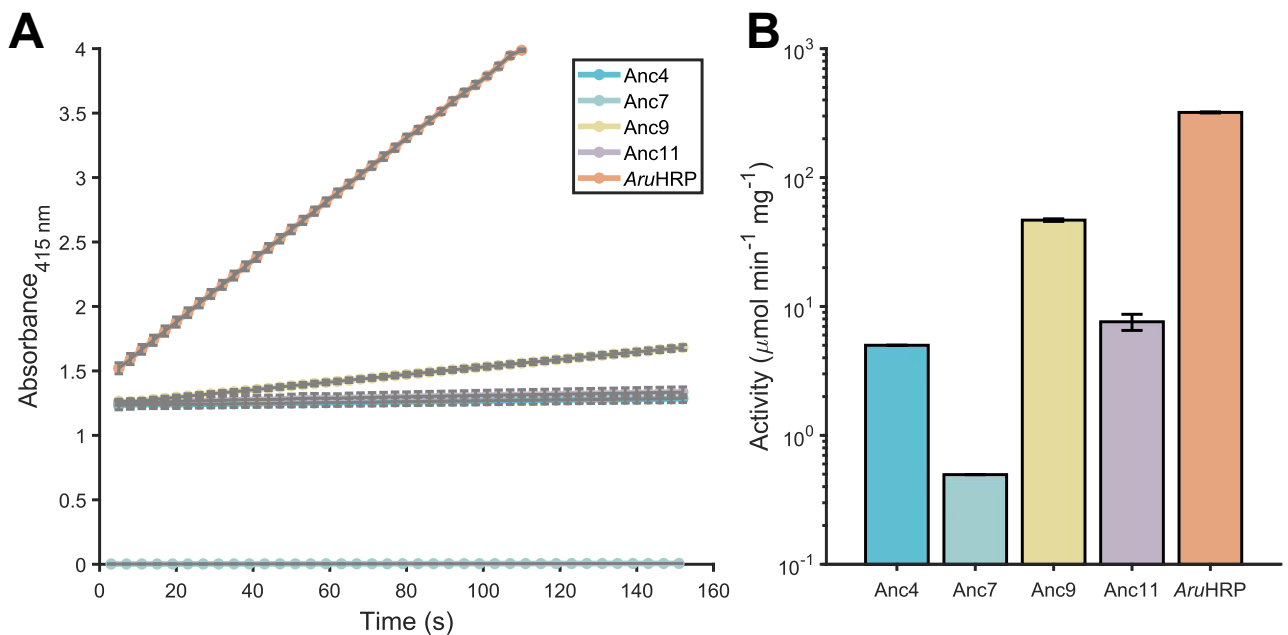 A
4
3.5
3
2.5
2
1.5
1
0.5
0
0 20 40 60 80 100 120 140 160
Absorbance415 nm
Time (s)
Anc4
Anc7
Anc9
Anc11
AruHRP
B
10^3
10^2
10^1
10^0
10^-1
Activity (μmol min^-1 mg^-1)
Anc4 Anc7 Anc9 Anc11 AruHRP